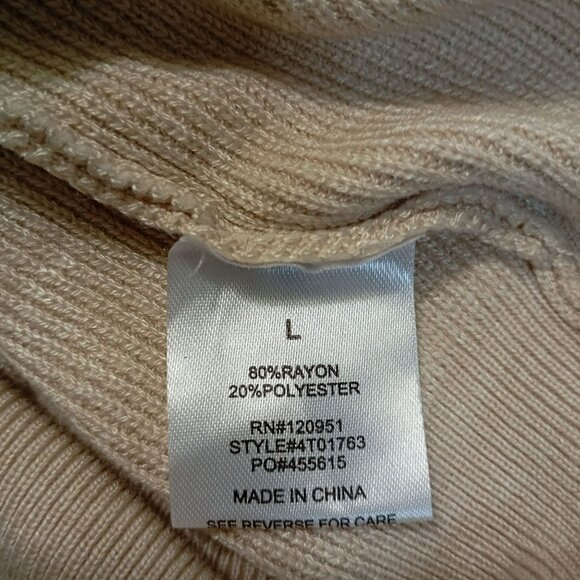 L
80%RAYON
20%POLYESTER
RN#120951
STYLE#4T01763
PO#455615
MADE IN CHINA
SEE REVERSE FOR CARE